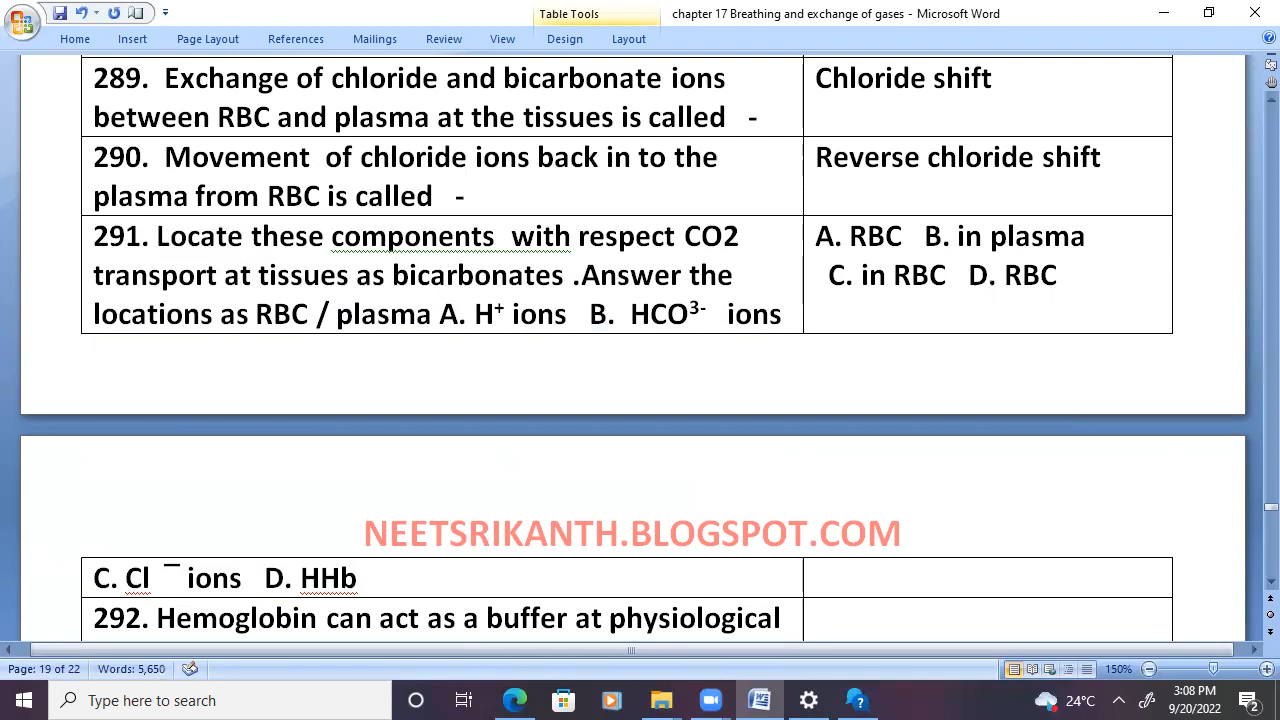 Table Tools
chapter 17 Breathing and exchange of gases - Microsoft Word
Home Insert Page Layout References Mailings Review View Design Layout
289. Exchange of chloride and bicarbonate ions
between RBC and plasma at the tissues is called -
Chloride shift
290. Movement of chloride ions back in to the
plasma from RBC is called -
Reverse chloride shift
291. Locate these components with respect CO2
transport at tissues as bicarbonates .Answer the
locations as RBC / plasma A. H⁺ ions B. HCO³⁻ ions
A. RBC B. in plasma
C. in RBC D. RBC
NEETSRIKANTH.BLOGSPOT.COM
C. Cl ¯ ions D. HHb
292. Hemoglobin can act as a buffer at physiological
Page: 19 of 22 Words: 5,650 150%
Type here to search
24°C
3:08 PM
9/20/2022
2